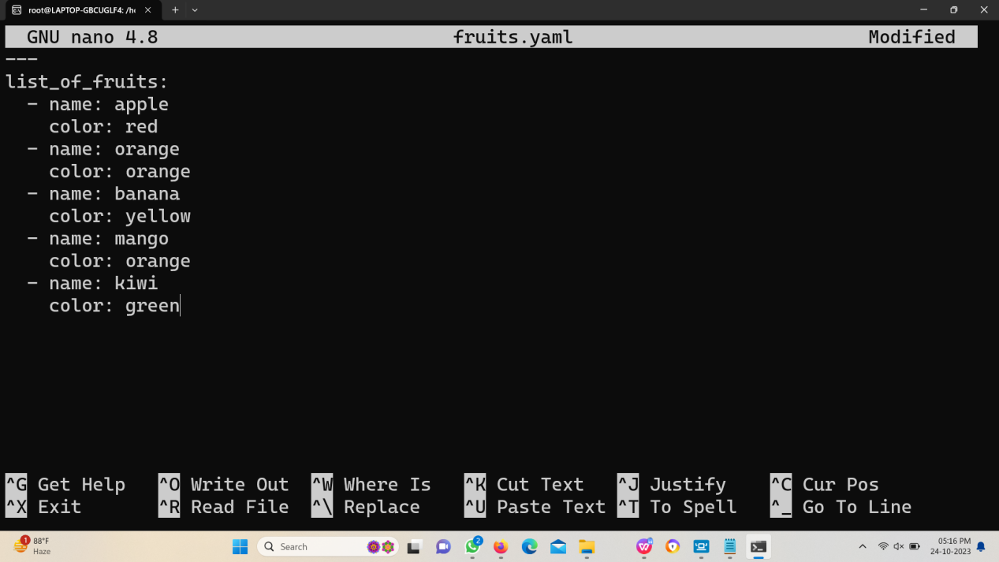 root@LAPTOP-GBCUGLF4: /h
GNU nano 4.8 fruits.yaml Modified
---
list_of_fruits:
- name: apple
color: red
- name: orange
color: orange
- name: banana
color: yellow
- name: mango
color: orange
- name: kiwi
color: green
^G Get Help ^O Write Out ^W Where Is ^K Cut Text ^J Justify ^C Cur Pos
^X Exit ^R Read File ^\ Replace ^U Paste Text ^T To Spell ^_ Go To Line
1 88°F
Haze
Search
2
05:16 PM
24-10-2023